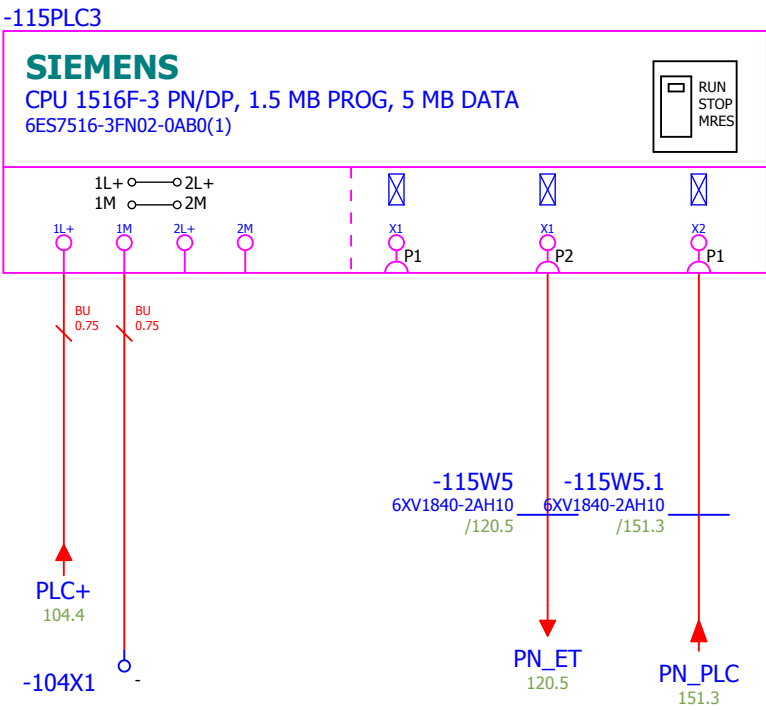 -115PLC3
SIEMENS
CPU 1516F-3 PN/DP, 1.5 MB PROG, 5 MB DATA
6ES7516-3FN02-0AB0(1)
RUN
STOP
MRES
1L+ 2L+
1M 2M
1L+ 1M 2L+ 2M X1 X1 X2
P1 P2 P1
BU BU
0.75 0.75
-115W5 -115W5.1
6XV1840-2AH10 6XV1840-2AH10
/120.5 /151.3
PLC+
104.4
-104X1 -
PN_ET
120.5
PN_PLC
151.3